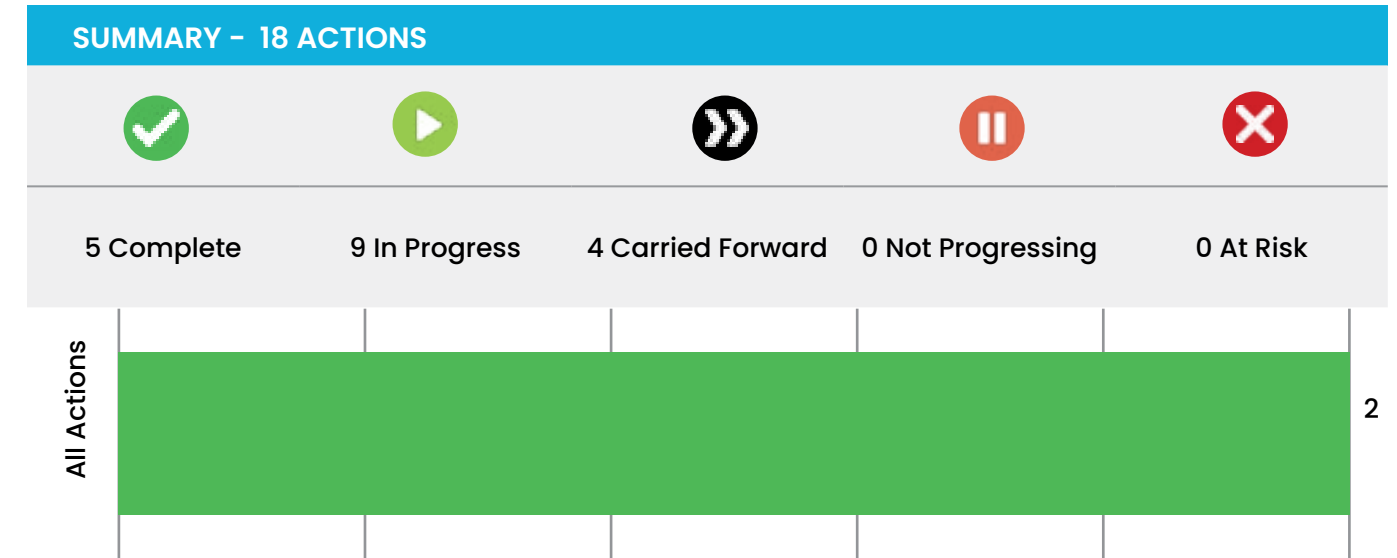 SUMMARY - 18 ACTIONS
5 Complete 9 In Progress 4 Carried Forward 0 Not Progressing 0 At Risk
All Actions
2